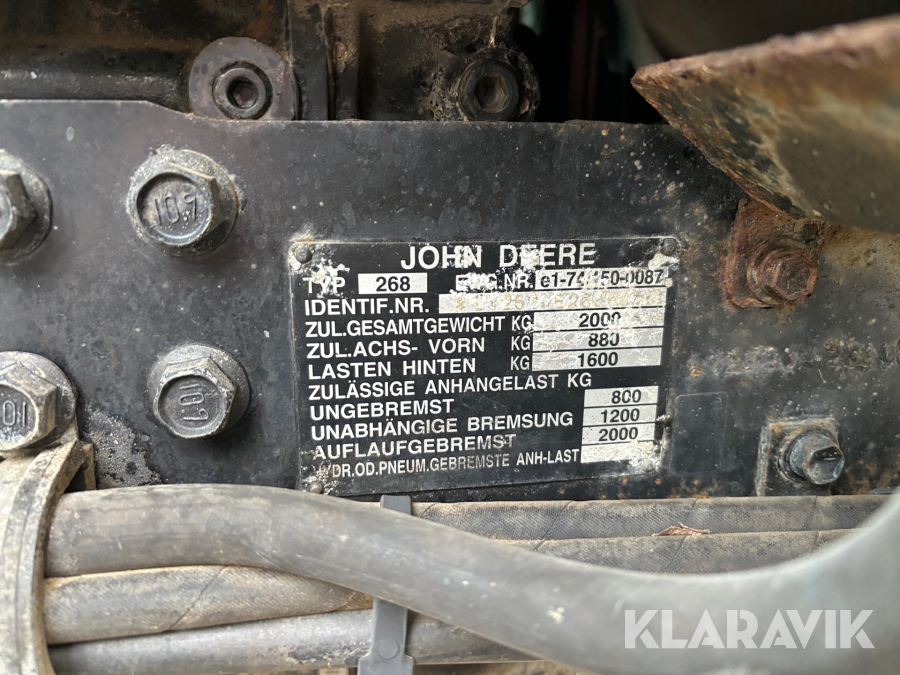 10.9
10.9
10.
JOHN DEERE
TYP 268
IDENTIF.NR.
ZUL.GESAMTGEWICHT KG 2000
ZUL.ACHS- VORN KG 880
LASTEN HINTEN KG 1600
ZULÄSSIGE ANHANGELAST KG
UNGEBREMST 800
UNABHÄNGIGE BREMSUNG 1200
AUFLAUFGEBREMST 2000
OD.PNEUM.GEBREMSTE ANH-LAST
KLARAVIK